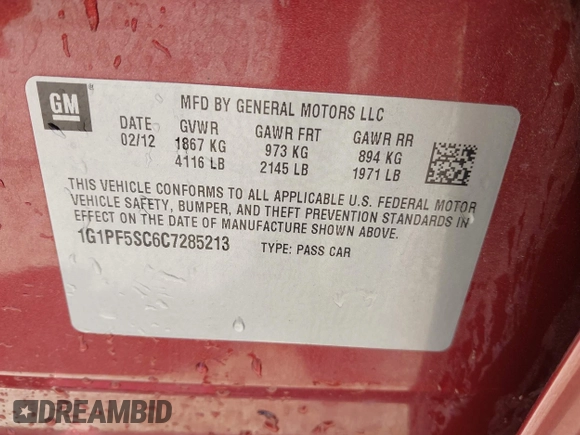 GM
MFD BY GENERAL MOTORS LLC
DATE GVWR GAWR FRT GAWR RR
02/12 1867 KG 973 KG 894 KG
4116 LB 2145 LB 1971 LB
THIS VEHICLE CONFORMS TO ALL APPLICABLE U.S. FEDERAL MOTOR
VEHICLE SAFETY, BUMPER, AND THEFT PREVENTION STANDARDS IN
EFFECT ON THE DATE OF MANUFACTURE SHOWN ABOVE.
1G1PF5SC6C7285213 TYPE: PASS CAR
DREAMBID